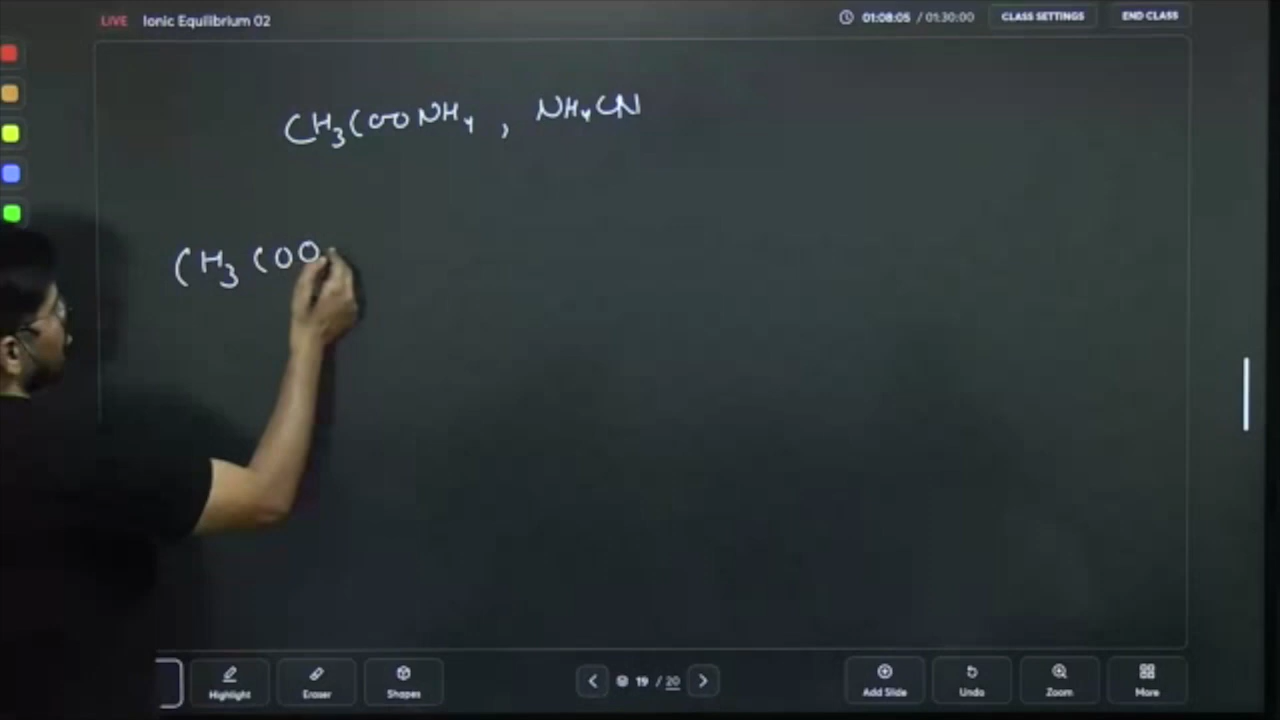 LIVE Ionic Equilibrium 02 01:08:05 / 01:30:00 CLASS SETTINGS END CLASS
CH₃COONH₄ , NH₄CN
CH₃COO
Highlight Eraser Shapes 19 / 20 Add Slide Undo Zoom More